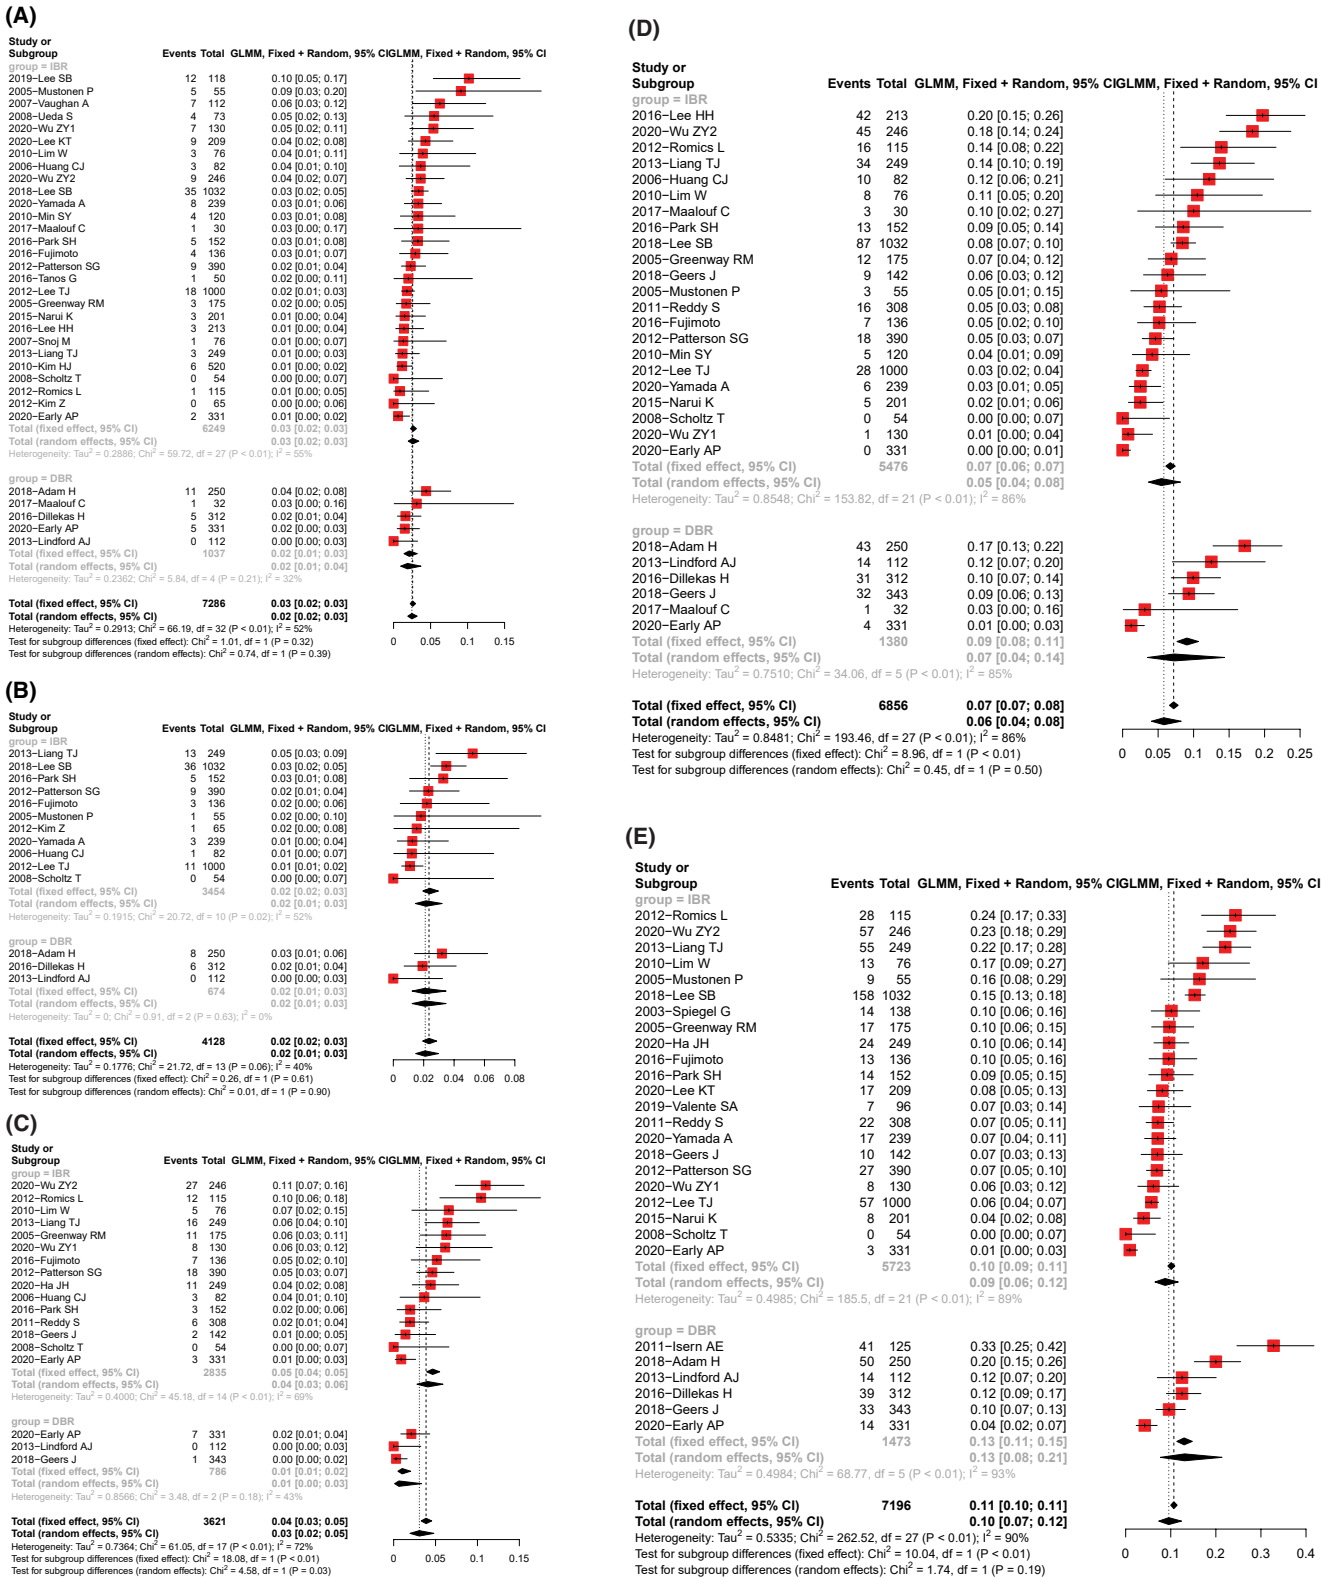 (A)
Study or
Subgroup Events Total GLMM, Fixed + Random, 95% CIGLMM, Fixed + Random, 95% CI
group = IBR
2019−Lee SB 12 118 0.10 [0.05; 0.17]
2005−Mustonen P 5 55 0.09 [0.03; 0.20]
2007−Vaughan A 7 112 0.06 [0.03; 0.12]
2008−Ueda S 4 73 0.05 [0.02; 0.13]
2020−Wu ZY1 7 130 0.05 [0.02; 0.11]
2020−Lee KT 9 209 0.04 [0.02; 0.08]
2010−Lim W 3 76 0.04 [0.01; 0.11]
2006−Huang CJ 3 82 0.04 [0.01; 0.10]
2020−Wu ZY2 9 246 0.04 [0.02; 0.07]
2018−Lee SB 35 1032 0.03 [0.02; 0.05]
2020−Yamada A 8 239 0.03 [0.01; 0.06]
2010−Min SY 4 120 0.03 [0.01; 0.08]
2017−Maalouf C 1 30 0.03 [0.00; 0.17]
2016−Park SH 5 152 0.03 [0.01; 0.08]
2016−Fujimoto 4 136 0.03 [0.01; 0.07]
2012−Patterson SG 9 390 0.02 [0.01; 0.04]
2016−Tanos G 1 50 0.02 [0.00; 0.11]
2012−Lee TJ 18 1000 0.02 [0.01; 0.03]
2005−Greenway RM 3 175 0.02 [0.00; 0.05]
2015−Narui K 3 201 0.01 [0.00; 0.04]
2016−Lee HH 3 213 0.01 [0.00; 0.04]
2007−Snoj M 1 76 0.01 [0.00; 0.07]
2013−Liang TJ 3 249 0.01 [0.00; 0.03]
2010−Kim HJ 6 520 0.01 [0.00; 0.02]
2008−Scholtz T 0 54 0.00 [0.00; 0.07]
2012−Romics L 1 115 0.01 [0.00; 0.05]
2012−Kim Z 0 65 0.00 [0.00; 0.06]
2020−Early AP 2 331 0.01 [0.00; 0.02]
Total (fixed effect, 95% CI) 6249 0.03 [0.02; 0.03]
Total (random effects, 95% CI) 0.03 [0.02; 0.03]
Heterogeneity: Tau² = 0.2886; Chi² = 59.72, df = 27 (P < 0.01); I² = 55%
group = DBR
2018−Adam H 11 250 0.04 [0.02; 0.08]
2017−Maalouf C 1 32 0.03 [0.00; 0.16]
2016−Dillekas H 5 312 0.02 [0.01; 0.04]
2020−Early AP 5 331 0.02 [0.00; 0.03]
2013−Lindford AJ 0 112 0.00 [0.00; 0.03]
Total (fixed effect, 95% CI) 1037 0.02 [0.01; 0.03]
Total (random effects, 95% CI) 0.02 [0.01; 0.04]
Heterogeneity: Tau² = 0.2362; Chi² = 5.84, df = 4 (P = 0.21); I² = 32%
Total (fixed effect, 95% CI) 7286 0.03 [0.02; 0.03]
Total (random effects, 95% CI) 0.02 [0.02; 0.03]
Heterogeneity: Tau² = 0.2913; Chi² = 66.19, df = 32 (P < 0.01); I² = 52%
Test for subgroup differences (fixed effect): Chi² = 1.01, df = 1 (P = 0.32)
Test for subgroup differences (random effects): Chi² = 0.74, df = 1 (P = 0.39)
0 0.05 0.1 0.15
(B)
Study or
Subgroup Events Total GLMM, Fixed + Random, 95% CIGLMM, Fixed + Random, 95% CI
group = IBR
2013−Liang TJ 13 249 0.05 [0.03; 0.09]
2018−Lee SB 36 1032 0.03 [0.02; 0.05]
2016−Park SH 5 152 0.03 [0.01; 0.08]
2012−Patterson SG 9 390 0.02 [0.01; 0.04]
2016−Fujimoto 3 136 0.02 [0.00; 0.06]
2005−Mustonen P 1 55 0.02 [0.00; 0.10]
2012−Kim Z 1 65 0.02 [0.00; 0.08]
2020−Yamada A 3 239 0.01 [0.00; 0.04]
2006−Huang CJ 1 82 0.01 [0.00; 0.07]
2012−Lee TJ 11 1000 0.01 [0.01; 0.02]
2008−Scholtz T 0 54 0.00 [0.00; 0.07]
Total (fixed effect, 95% CI) 3454 0.02 [0.02; 0.03]
Total (random effects, 95% CI) 0.02 [0.01; 0.03]
Heterogeneity: Tau² = 0.1915; Chi² = 20.72, df = 10 (P = 0.02); I² = 52%
group = DBR
2018−Adam H 8 250 0.03 [0.01; 0.06]
2016−Dillekas H 6 312 0.02 [0.01; 0.04]
2013−Lindford AJ 0 112 0.00 [0.00; 0.03]
Total (fixed effect, 95% CI) 674 0.02 [0.01; 0.03]
Total (random effects, 95% CI) 0.02 [0.01; 0.03]
Heterogeneity: Tau² = 0; Chi² = 0.91, df = 2 (P = 0.63); I² = 0%
Total (fixed effect, 95% CI) 4128 0.02 [0.02; 0.03]
Total (random effects, 95% CI) 0.02 [0.01; 0.03]
Heterogeneity: Tau² = 0.1776; Chi² = 21.72, df = 13 (P = 0.06); I² = 40%
Test for subgroup differences (fixed effect): Chi² = 0.26, df = 1 (P = 0.61)
Test for subgroup differences (random effects): Chi² = 0.01, df = 1 (P = 0.90)
0 0.02 0.04 0.06 0.08
(C)
Study or
Subgroup Events Total GLMM, Fixed + Random, 95% CIGLMM, Fixed + Random, 95% CI
group = IBR
2020−Wu ZY2 27 246 0.11 [0.07; 0.16]
2012−Romics L 12 115 0.10 [0.06; 0.18]
2010−Lim W 5 76 0.07 [0.02; 0.15]
2013−Liang TJ 16 249 0.06 [0.04; 0.10]
2005−Greenway RM 11 175 0.06 [0.03; 0.11]
2020−Wu ZY1 8 130 0.06 [0.03; 0.12]
2016−Fujimoto 7 136 0.05 [0.02; 0.10]
2012−Patterson SG 18 390 0.05 [0.03; 0.07]
2020−Ha JH 11 249 0.04 [0.02; 0.08]
2006−Huang CJ 3 82 0.04 [0.01; 0.10]
2016−Park SH 3 152 0.02 [0.00; 0.06]
2011−Reddy S 6 308 0.02 [0.01; 0.04]
2018−Geers J 2 142 0.01 [0.00; 0.05]
2008−Scholtz T 0 54 0.00 [0.00; 0.07]
2020−Early AP 3 331 0.01 [0.00; 0.03]
Total (fixed effect, 95% CI) 2835 0.05 [0.04; 0.05]
Total (random effects, 95% CI) 0.04 [0.03; 0.06]
Heterogeneity: Tau² = 0.4000; Chi² = 45.18, df = 14 (P < 0.01); I² = 69%
group = DBR
2020−Early AP 7 331 0.02 [0.01; 0.04]
2013−Lindford AJ 0 112 0.00 [0.00; 0.03]
2018−Geers J 1 343 0.00 [0.00; 0.02]
Total (fixed effect, 95% CI) 786 0.01 [0.01; 0.02]
Total (random effects, 95% CI) 0.01 [0.00; 0.03]
Heterogeneity: Tau² = 0.8566; Chi² = 3.48, df = 2 (P = 0.18); I² = 43%
Total (fixed effect, 95% CI) 3621 0.04 [0.03; 0.05]
Total (random effects, 95% CI) 0.03 [0.02; 0.05]
Heterogeneity: Tau² = 0.7364; Chi² = 61.05, df = 17 (P < 0.01); I² = 72%
Test for subgroup differences (fixed effect): Chi² = 18.08, df = 1 (P < 0.01)
Test for subgroup differences (random effects): Chi² = 4.58, df = 1 (P = 0.03)
0 0.05 0.1 0.15
(D)
Study or
Subgroup Events Total GLMM, Fixed + Random, 95% CIGLMM, Fixed + Random, 95% CI
group = IBR
2016−Lee HH 42 213 0.20 [0.15; 0.26]
2020−Wu ZY2 45 246 0.18 [0.14; 0.24]
2012−Romics L 16 115 0.14 [0.08; 0.22]
2013−Liang TJ 34 249 0.14 [0.10; 0.19]
2006−Huang CJ 10 82 0.12 [0.06; 0.21]
2010−Lim W 8 76 0.11 [0.05; 0.20]
2017−Maalouf C 3 30 0.10 [0.02; 0.27]
2016−Park SH 13 152 0.09 [0.05; 0.14]
2018−Lee SB 87 1032 0.08 [0.07; 0.10]
2005−Greenway RM 12 175 0.07 [0.04; 0.12]
2018−Geers J 9 142 0.06 [0.03; 0.12]
2005−Mustonen P 3 55 0.05 [0.01; 0.15]
2011−Reddy S 16 308 0.05 [0.03; 0.08]
2016−Fujimoto 7 136 0.05 [0.02; 0.10]
2012−Patterson SG 18 390 0.05 [0.03; 0.07]
2010−Min SY 5 120 0.04 [0.01; 0.09]
2012−Lee TJ 28 1000 0.03 [0.02; 0.04]
2020−Yamada A 6 239 0.03 [0.01; 0.05]
2015−Narui K 5 201 0.02 [0.01; 0.06]
2008−Scholtz T 0 54 0.00 [0.00; 0.07]
2020−Wu ZY1 1 130 0.01 [0.00; 0.04]
2020−Early AP 0 331 0.00 [0.00; 0.01]
Total (fixed effect, 95% CI) 5476 0.07 [0.06; 0.07]
Total (random effects, 95% CI) 0.05 [0.04; 0.08]
Heterogeneity: Tau² = 0.8548; Chi² = 153.82, df = 21 (P < 0.01); I² = 86%
group = DBR
2018−Adam H 43 250 0.17 [0.13; 0.22]
2013−Lindford AJ 14 112 0.12 [0.07; 0.20]
2016−Dillekas H 31 312 0.10 [0.07; 0.14]
2018−Geers J 32 343 0.09 [0.06; 0.13]
2017−Maalouf C 1 32 0.03 [0.00; 0.16]
2020−Early AP 4 331 0.01 [0.00; 0.03]
Total (fixed effect, 95% CI) 1380 0.09 [0.08; 0.11]
Total (random effects, 95% CI) 0.07 [0.04; 0.14]
Heterogeneity: Tau² = 0.7510; Chi² = 34.06, df = 5 (P < 0.01); I² = 85%
Total (fixed effect, 95% CI) 6856 0.07 [0.07; 0.08]
Total (random effects, 95% CI) 0.06 [0.04; 0.08]
Heterogeneity: Tau² = 0.8481; Chi² = 193.46, df = 27 (P < 0.01); I² = 86%
Test for subgroup differences (fixed effect): Chi² = 8.96, df = 1 (P < 0.01)
Test for subgroup differences (random effects): Chi² = 0.45, df = 1 (P = 0.50)
0 0.05 0.1 0.15 0.2 0.25
(E)
Study or
Subgroup Events Total GLMM, Fixed + Random, 95% CIGLMM, Fixed + Random, 95% CI
group = IBR
2012−Romics L 28 115 0.24 [0.17; 0.33]
2020−Wu ZY2 57 246 0.23 [0.18; 0.29]
2013−Liang TJ 55 249 0.22 [0.17; 0.28]
2010−Lim W 13 76 0.17 [0.09; 0.27]
2005−Mustonen P 9 55 0.16 [0.08; 0.29]
2018−Lee SB 158 1032 0.15 [0.13; 0.18]
2003−Spiegel G 14 138 0.10 [0.06; 0.16]
2005−Greenway RM 17 175 0.10 [0.06; 0.15]
2020−Ha JH 24 249 0.10 [0.06; 0.14]
2016−Fujimoto 13 136 0.10 [0.05; 0.16]
2016−Park SH 14 152 0.09 [0.05; 0.15]
2020−Lee KT 17 209 0.08 [0.05; 0.13]
2019−Valente SA 7 96 0.07 [0.03; 0.14]
2011−Reddy S 22 308 0.07 [0.05; 0.11]
2020−Yamada A 17 239 0.07 [0.04; 0.11]
2018−Geers J 10 142 0.07 [0.03; 0.13]
2012−Patterson SG 27 390 0.07 [0.05; 0.10]
2020−Wu ZY1 8 130 0.06 [0.03; 0.12]
2012−Lee TJ 57 1000 0.06 [0.04; 0.07]
2015−Narui K 8 201 0.04 [0.02; 0.08]
2008−Scholtz T 0 54 0.00 [0.00; 0.07]
2020−Early AP 3 331 0.01 [0.00; 0.03]
Total (fixed effect, 95% CI) 5723 0.10 [0.09; 0.11]
Total (random effects, 95% CI) 0.09 [0.06; 0.12]
Heterogeneity: Tau² = 0.4985; Chi² = 185.5, df = 21 (P < 0.01); I² = 89%
group = DBR
2011−Isern AE 41 125 0.33 [0.25; 0.42]
2018−Adam H 50 250 0.20 [0.15; 0.26]
2013−Lindford AJ 14 112 0.12 [0.07; 0.20]
2016−Dillekas H 39 312 0.12 [0.09; 0.17]
2018−Geers J 33 343 0.10 [0.07; 0.13]
2020−Early AP 14 331 0.04 [0.02; 0.07]
Total (fixed effect, 95% CI) 1473 0.13 [0.11; 0.15]
Total (random effects, 95% CI) 0.13 [0.08; 0.21]
Heterogeneity: Tau² = 0.4984; Chi² = 68.77, df = 5 (P < 0.01); I² = 93%
Total (fixed effect, 95% CI) 7196 0.11 [0.10; 0.11]
Total (random effects, 95% CI) 0.10 [0.07; 0.12]
Heterogeneity: Tau² = 0.5335; Chi² = 262.52, df = 27 (P < 0.01); I² = 90%
Test for subgroup differences (fixed effect): Chi² = 10.04, df = 1 (P < 0.01)
Test for subgroup differences (random effects): Chi² = 1.74, df = 1 (P = 0.19)
0 0.1 0.2 0.3 0.4